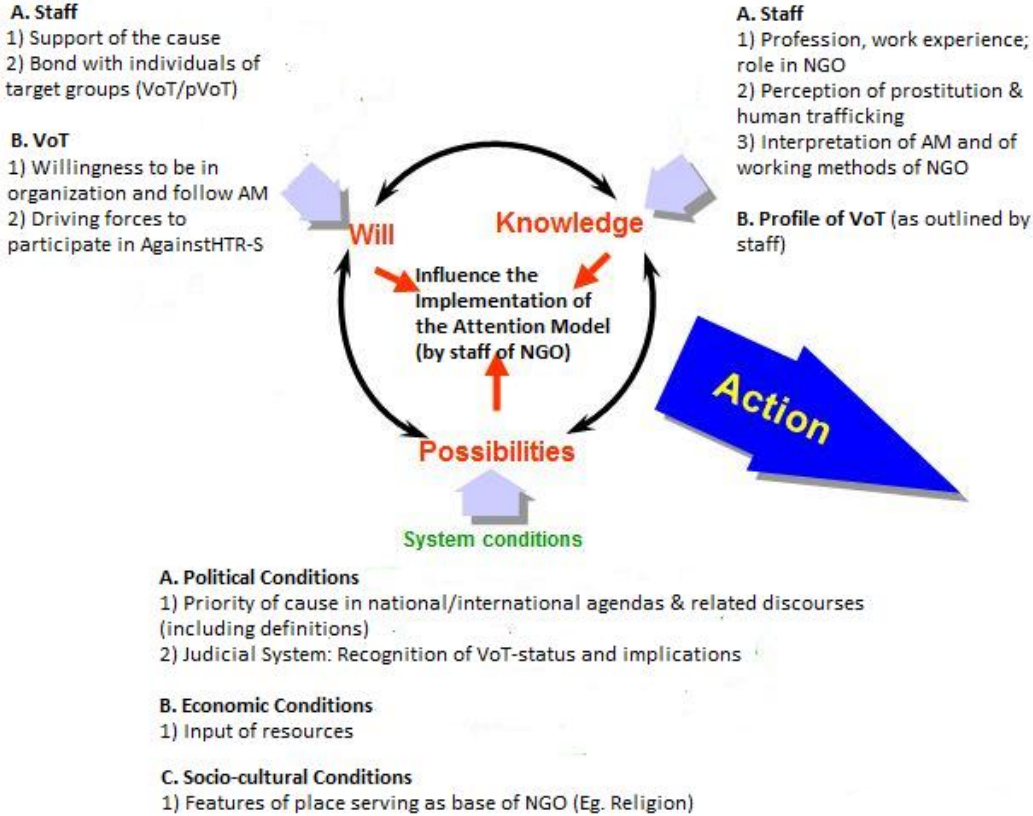 A. Staff
1) Support of the cause
2) Bond with individuals of
target groups (VoT/pVoT)
B. VoT
1) Willingness to be in
organization and follow AM
2) Driving forces to
participate in AgainstHTR-S
A. Staff
1) Profession, work experience;
role in NGO
2) Perception of prostitution &
human trafficking
3) Interpretation of AM and of
working methods of NGO
B. Profile of VoT (as outlined by
staff)
Will
Knowledge
Influence the
Implementation of
the Attention Model
(by staff of NGO)
Possibilities
Action
System conditions
A. Political Conditions
1) Priority of cause in national/international agendas & related discourses
(including definitions)
2) Judicial System: Recognition of VoT-status and implications
B. Economic Conditions
1) Input of resources
C. Socio-cultural Conditions
1) Features of place serving as base of NGO (Eg. Religion)